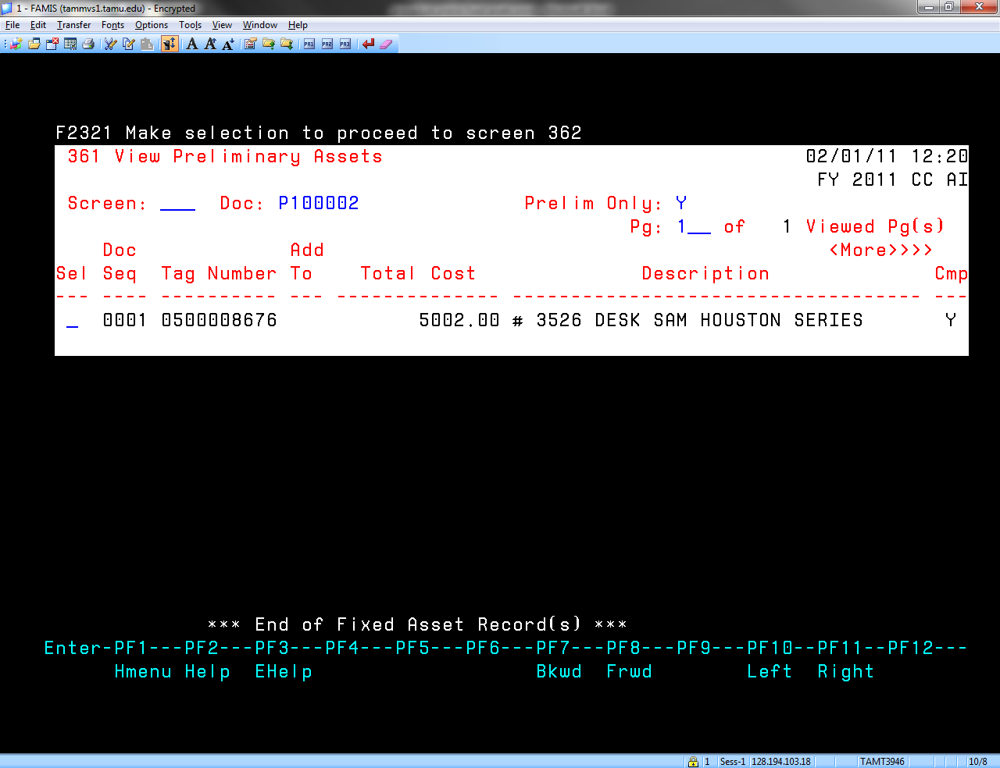 1 - FAMIS (tammvs1.tamu.edu) - Encrypted
File Edit Transfer Fonts Options Tools View Window Help
PA1 PA2 PA3
F2321 Make selection to proceed to screen 362
361 View Preliminary Assets 02/01/11 12:20
FY 2011 CC AI
Screen: ___ Doc: P100002 Prelim Only: Y
Pg: 1__ of 1 Viewed Pg(s)
Doc Add <More>>>>
Sel Seq Tag Number To Total Cost Description Cmp
--- ---- ---------- --- -------------- ----------------------------------- ---
_ 0001 0500008676 5002.00 # 3526 DESK SAM HOUSTON SERIES Y
*** End of Fixed Asset Record(s) ***
Enter-PF1---PF2---PF3---PF4---PF5---PF6---PF7---PF8---PF9---PF10--PF11--PF12---
Hmenu Help EHelp Bkwd Frwd Left Right
1 Sess-1 128.194.103.18 TAMT3946 10/8